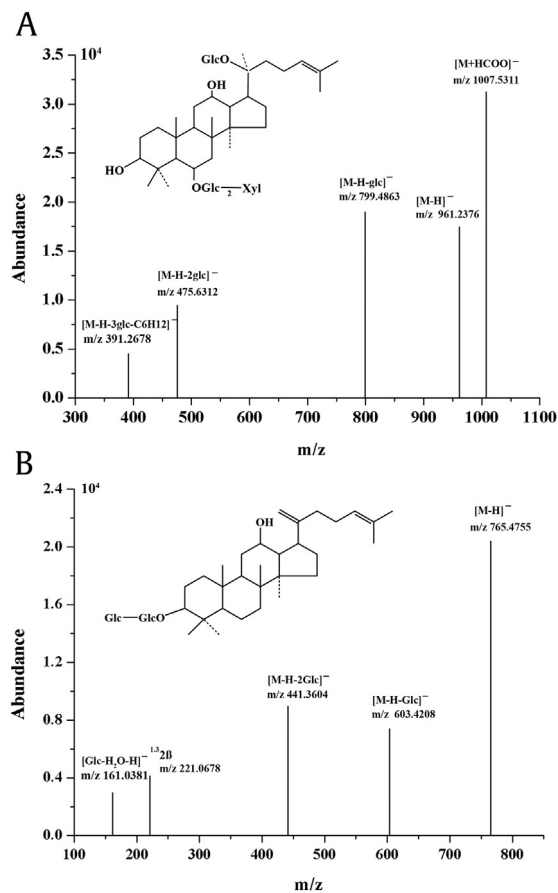 A
3.5 10⁴
3.0
2.5
2.0
1.5
1.0
0.5
0.0
Abundance
300 400 500 600 700 800 900 1000 1100
m/z
GlcO
OH
HO
OGlc 2 Xyl
[M-H-3glc-C6H12]⁻
m/z 391.2678
[M-H-2glc]⁻
m/z 475.6312
[M-H-glc]⁻
m/z 799.4863
[M-H]⁻
m/z 961.2376
[M+HCOO]⁻
m/z 1007.5311
B
2.4 10⁴
2.0
1.6
1.2
0.8
0.4
0.0
Abundance
100 200 300 400 500 600 700 800
m/z
OH
Glc GlcO
[Glc-H₂O-H]⁻
m/z 161.0381
1.3 2ß
m/z 221.0678
[M-H-2Glc]⁻
m/z 441.3604
[M-H-Glc]⁻
m/z 603.4208
[M-H]⁻
m/z 765.4755